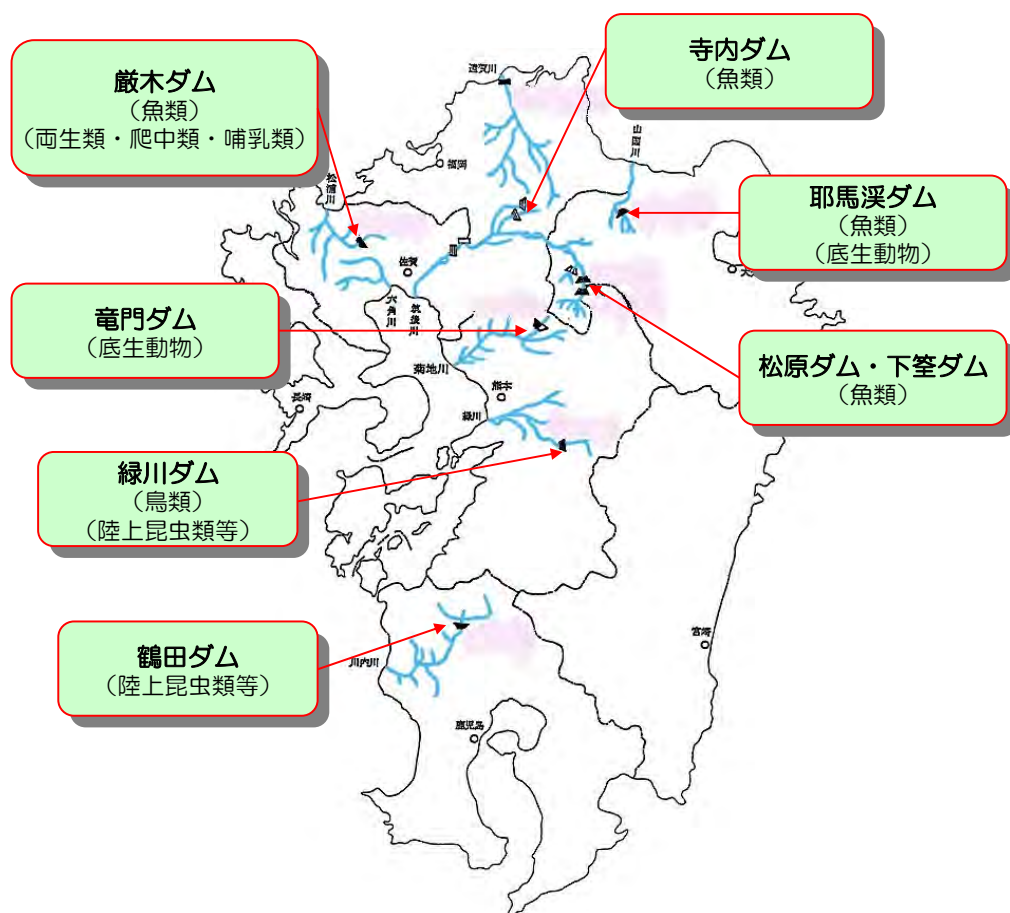 厳木ダム
（魚類）
（両生類・爬中類・哺乳類）
寺内ダム
（魚類）
耶馬渓ダム
（魚類）
（底生動物）
竜門ダム
（底生動物）
松原ダム・下筌ダム
（魚類）
緑川ダム
（鳥類）
（陸上昆虫類等）
鶴田ダム
（陸上昆虫類等）
遠賀川
山国川
福岡
松浦川
佐賀
六角川
筑後川
菊地川
熊本
緑川
長崎
宮崎
川内川
鹿児島